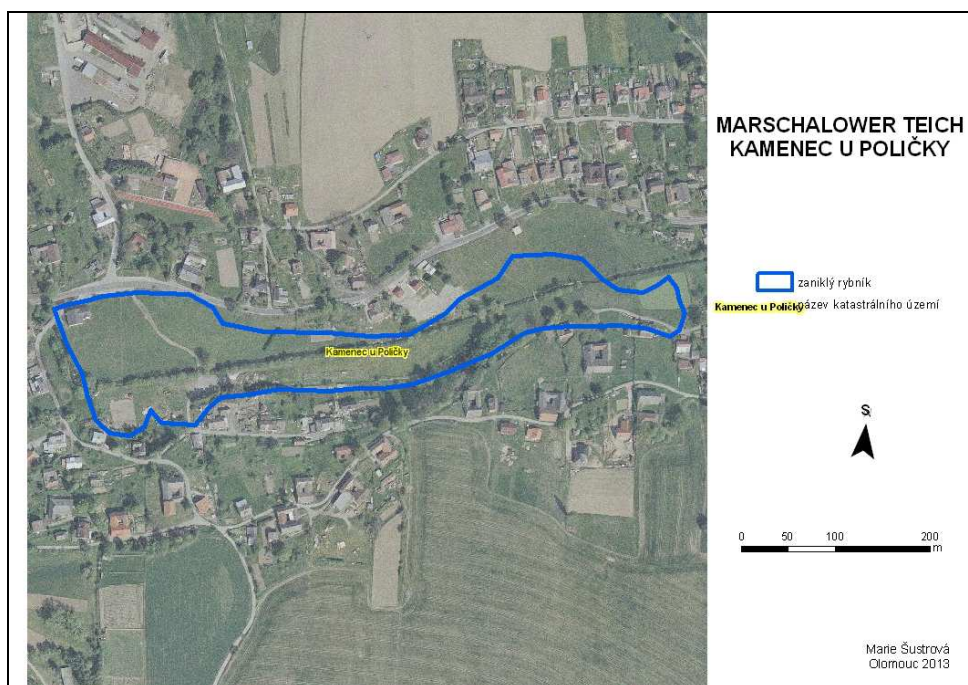 MARSCHALOWER TEICH
KAMENEC U POLIČKY
zaniklý rybník
Kamenec u Poličky
název katastrálního území
Kamenec u Poličky
S
0 50 100 200
m
Marie Šustrová
Olomouc 2013